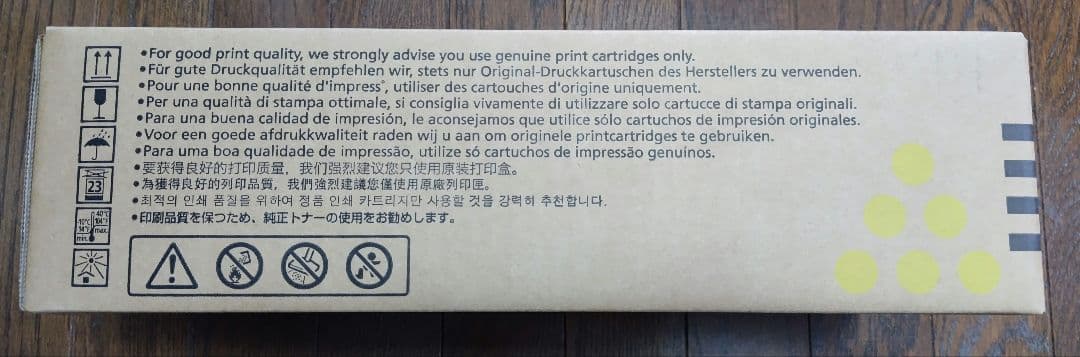 •For good print quality, we strongly advise you use genuine print cartridges only.
•Für gute Druckqualität empfehlen wir, stets nur Original-Druckkartuschen des Herstellers zu verwenden.
•Pour une bonne qualité d'impress˚, utiliser des cartouches d'origine uniquement.
•Per una qualità di stampa ottimale, si consiglia vivamente di utilizzare solo cartucce di stampa originali.
•Para una buena calidad de impresión, le aconsejamos que utilice sólo cartuchos de impresión originales.
•Voor een goede afdrukkwaliteit raden wij u aan om originele printcartridges te gebruiken.
•Para uma boa qualidade de impressão, utilize só cartuchos de impressão genuínos.
•要获得良好的打印质量，我们强烈建议您只使用原装打印盒。
•為獲得良好的列印品質，我們強烈建議您僅使用原廠列印匣。
•최적의 인쇄 품질을 위하여 정품 인쇄 카트리지만 사용할 것을 강력히 추천합니다.
•印刷品質を保つため、純正トナーの使用をお勧めします。
23
40°C
104°F
max.
min.